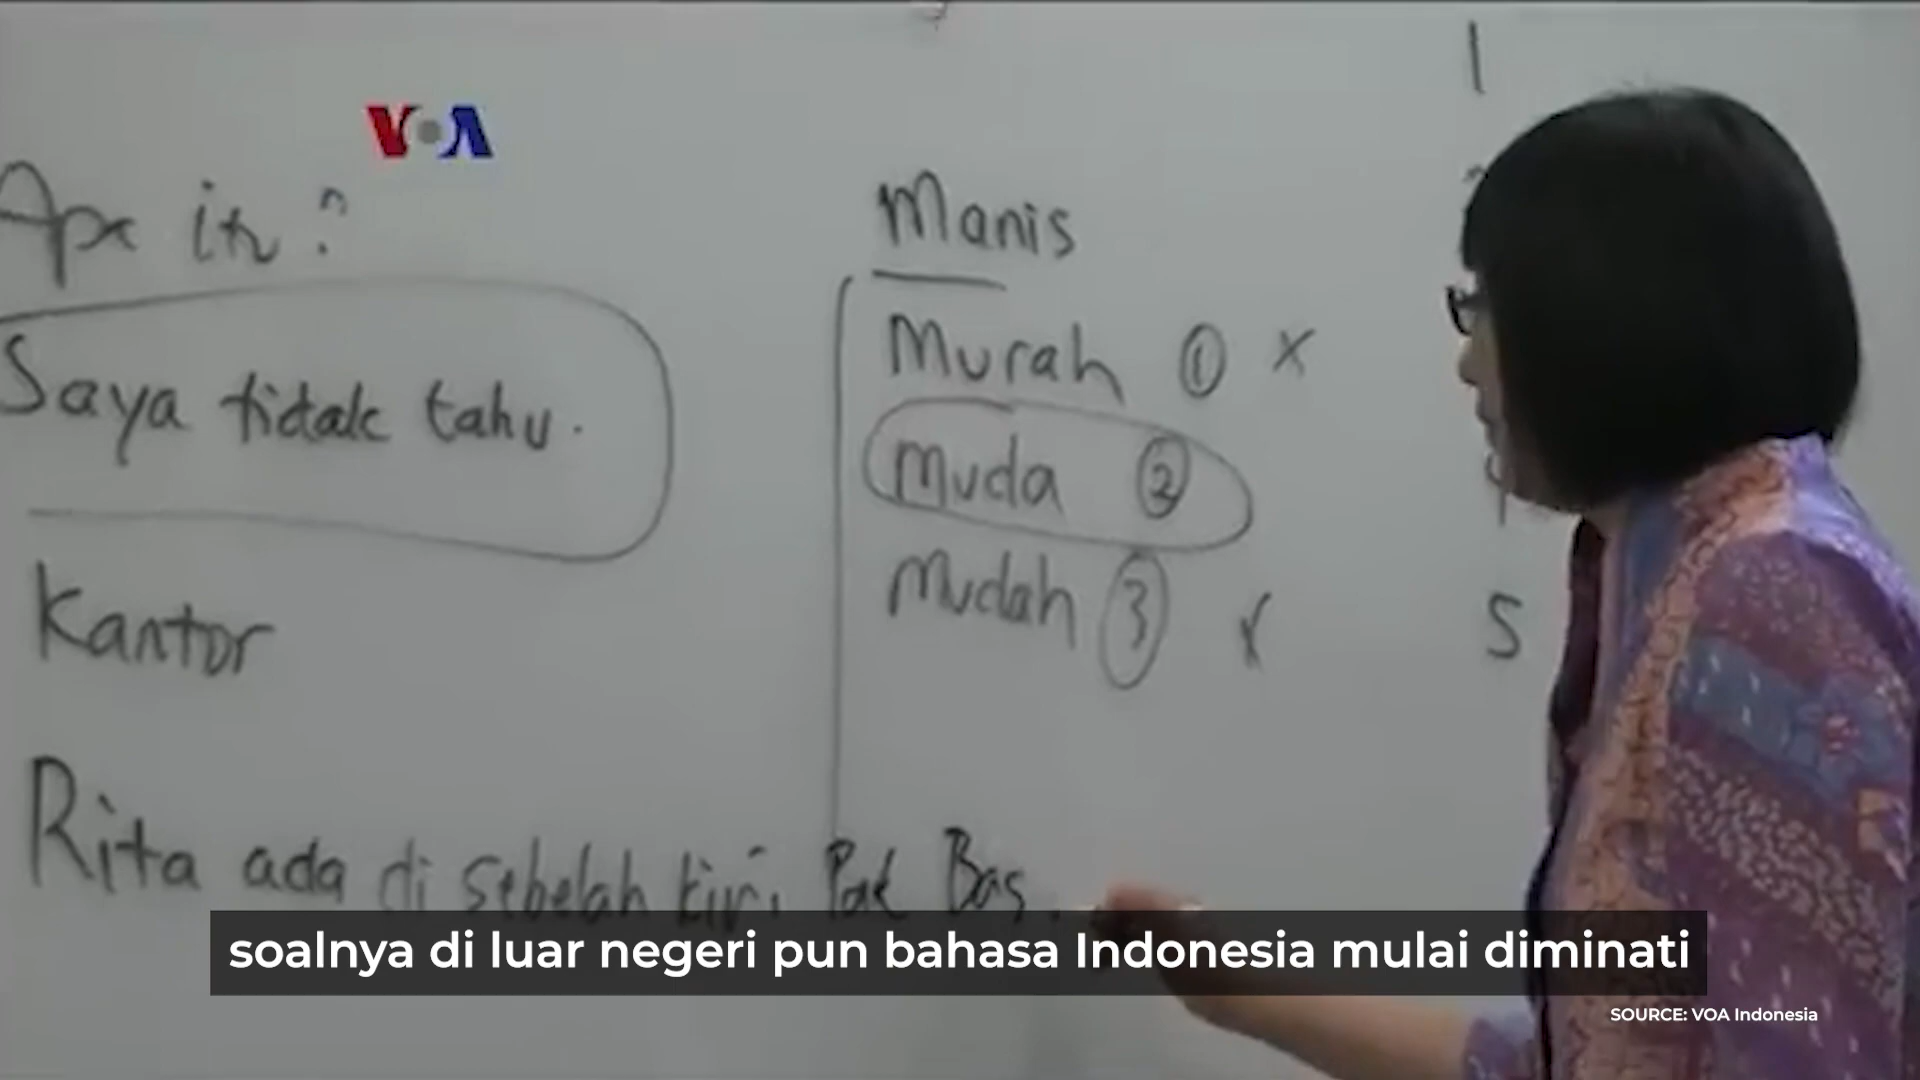 VOA
Apa itu?
Saya tidak tahu.
Kantor
Rita ada di sebelah kiri Pak Bas.
Manis
Murah ① x
Muda ②
Mudah ③ x
1
5
soalnya di luar negeri pun bahasa Indonesia mulai diminati
SOURCE: VOA Indonesia